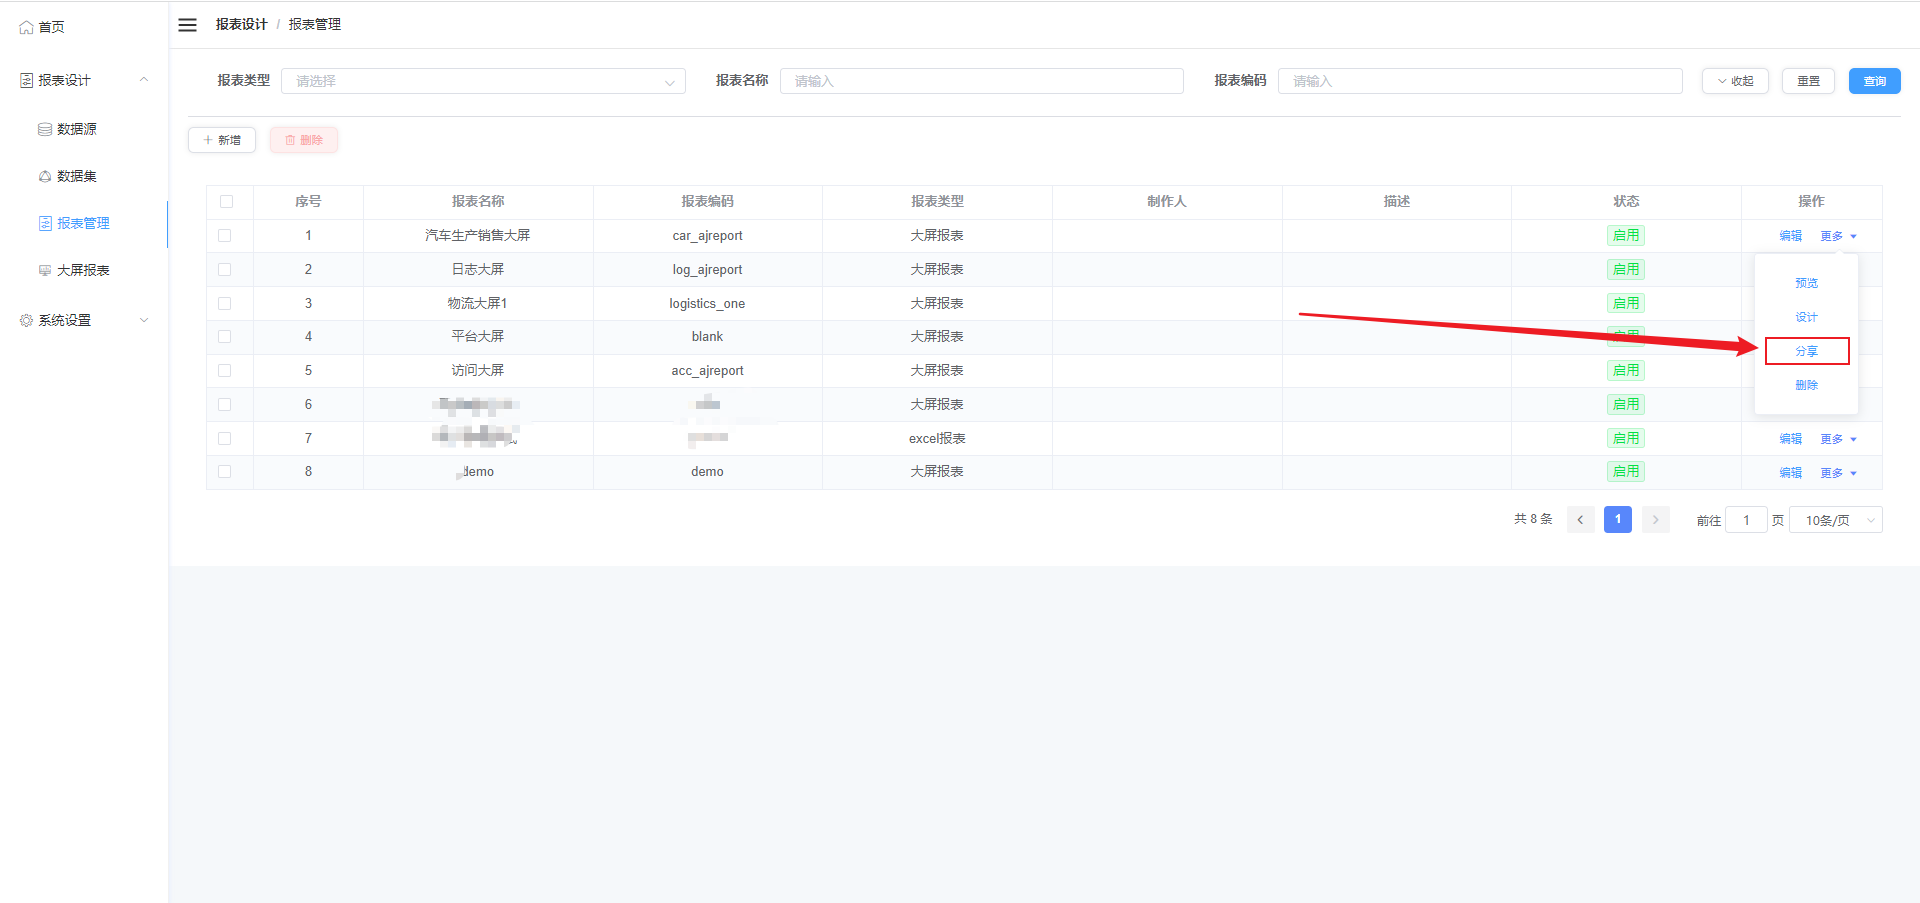 首页
报表设计
数据源
数据集
报表管理
大屏报表
系统设置
报表设计 / 报表管理
报表类型 请选择 报表名称 请输入 报表编码 请输入 收起 重置 查询
新增 删除
序号 报表名称 报表编码 报表类型 制作人 描述 状态 操作
1 汽车生产销售大屏 car_ajreport 大屏报表 启用 编辑 更多
2 日志大屏 log_ajreport 大屏报表 启用
3 物流大屏1 logistics_one 大屏报表 启用
4 平台大屏 blank 大屏报表 启用
5 访问大屏 acc_ajreport 大屏报表 启用
6 大屏报表 启用
7 excel报表 启用 编辑 更多
8 demo demo 大屏报表 启用 编辑 更多
预览
设计
分享
删除
共 8 条 1 前往 1 页 10条/页